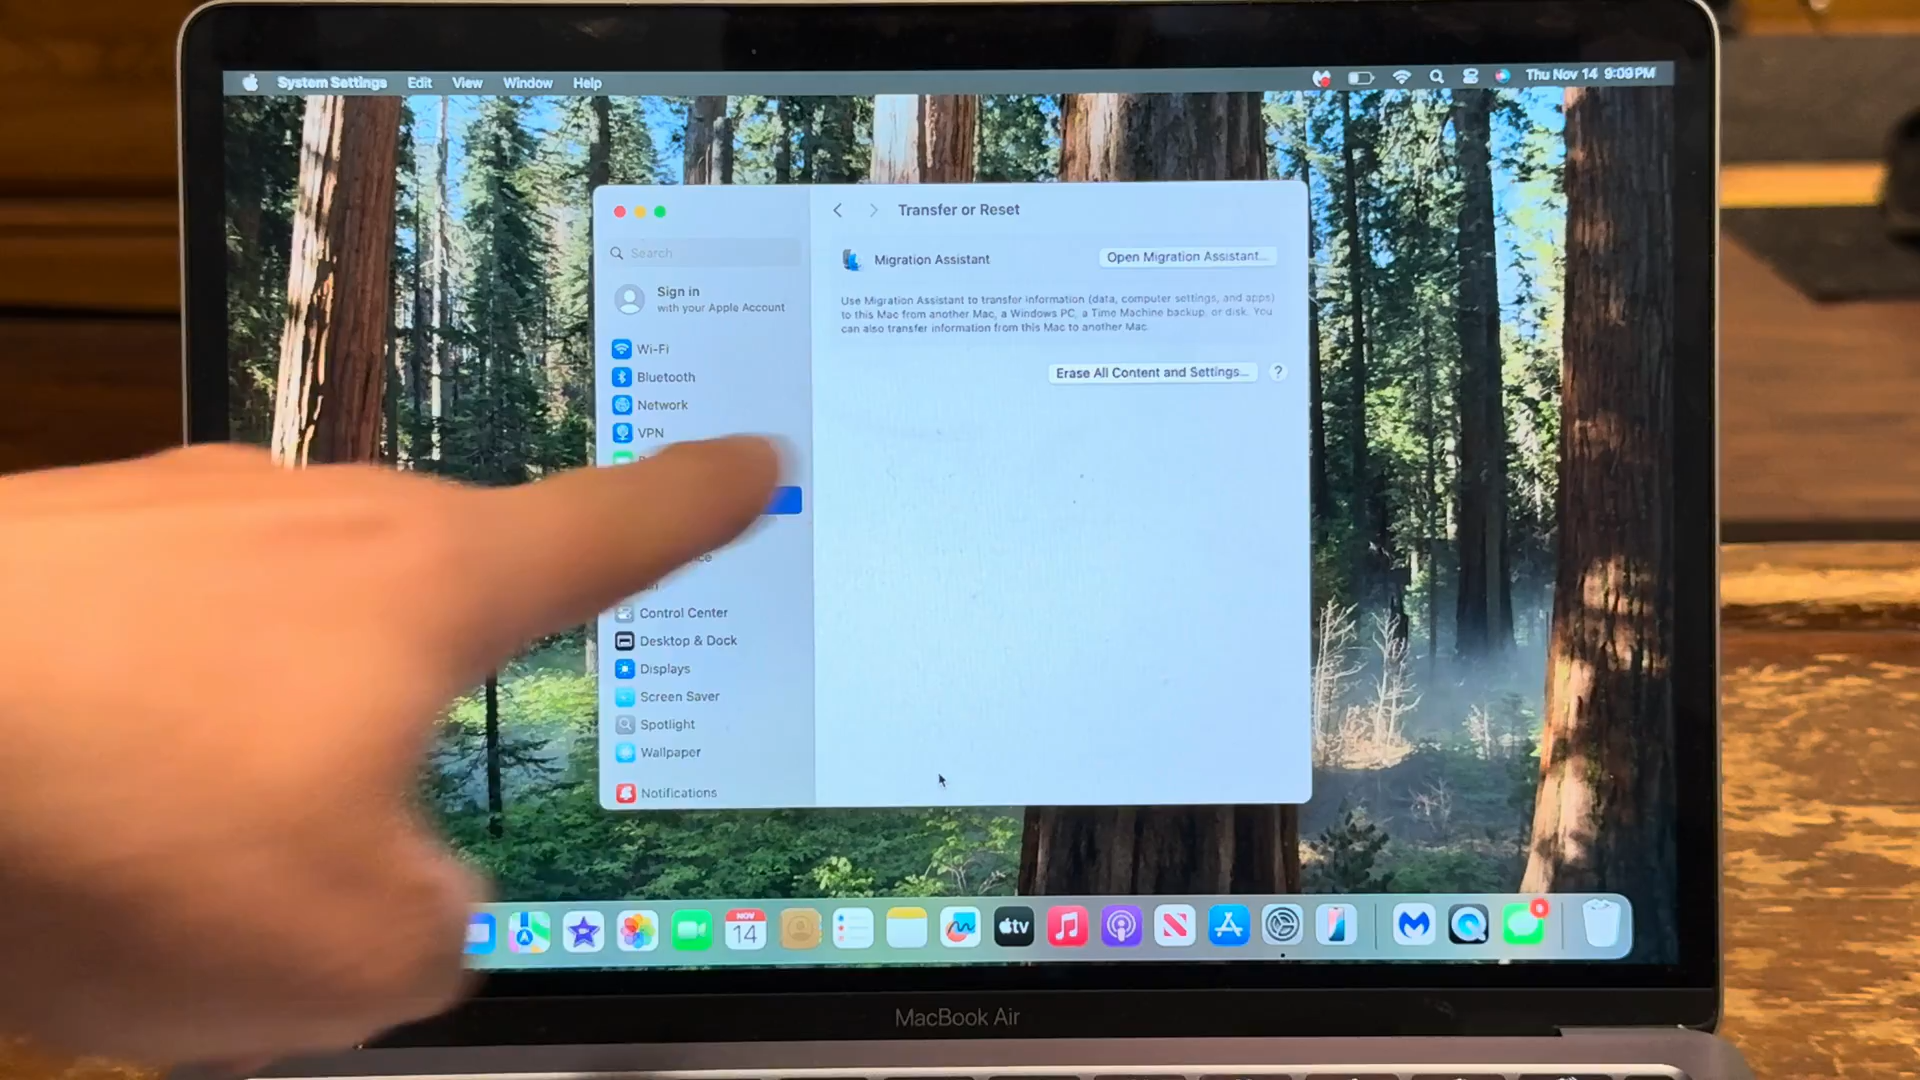 System Settings Edit View Window Help
Thu Nov 14 9:09 PM
Transfer or Reset
Search
Migration Assistant
Open Migration Assistant...
Use Migration Assistant to transfer information (data, computer settings, and apps)
to this Mac from another Mac, a Windows PC, a Time Machine backup, or disk. You
can also transfer information from this Mac to another Mac.
Erase All Content and Settings...
?
Sign in
with your Apple Account
Wi-Fi
Bluetooth
Network
VPN
Control Center
Desktop & Dock
Displays
Screen Saver
Spotlight
Wallpaper
Notifications
NOV
14
tv
MacBook Air